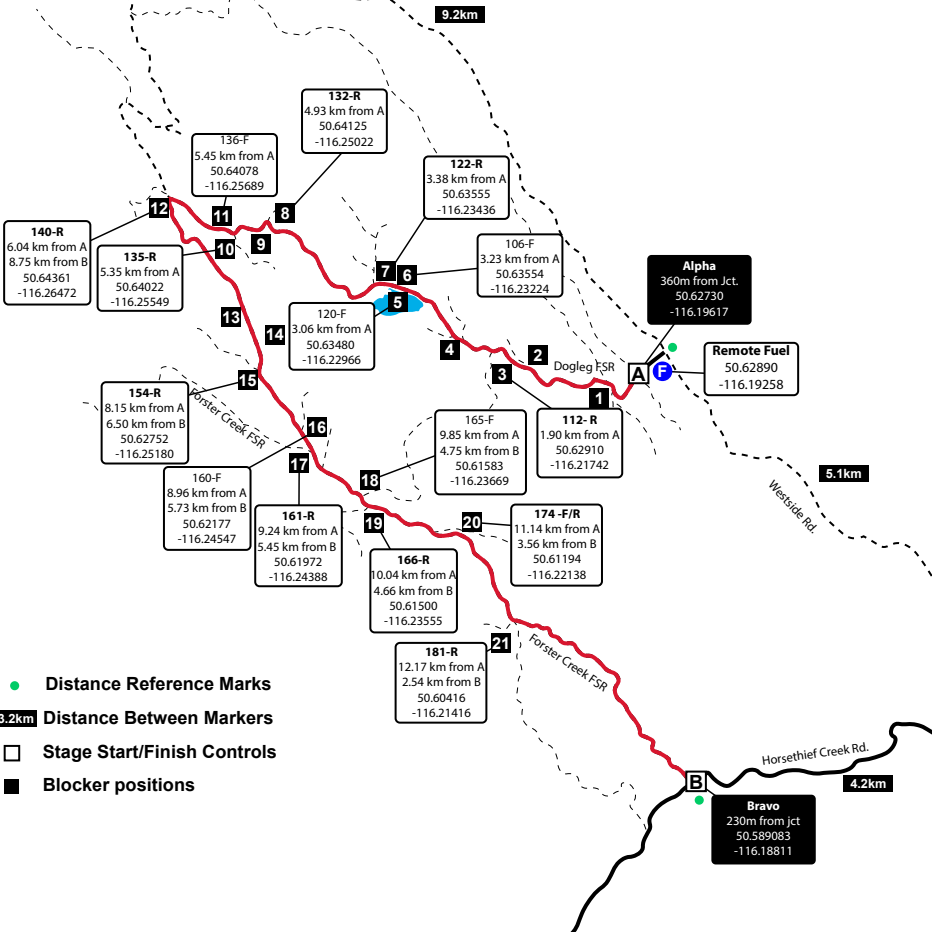 9.2km
132-R
4.93 km from A
50.64125
-116.25022
136-F
5.45 km from A
50.64078
-116.25689
122-R
3.38 km from A
50.63555
-116.23436
12
11
8
140-R
6.04 km from A
8.75 km from B
50.64361
-116.26472
135-R
5.35 km from A
50.64022
-116.25549
10
9
106-F
3.23 km from A
50.63554
-116.23224
7
6
5
Alpha
360m from Jct.
50.62730
-116.19617
120-F
3.06 km from A
50.63480
-116.22966
13
14
4
2
3
Dogleg FSR
A
F
Remote Fuel
50.62890
-116.19258
1
15
154-R
8.15 km from A
6.50 km from B
50.62752
-116.25180
Forster Creek FSR
16
112- R
1.90 km from A
50.62910
-116.21742
165-F
9.85 km from A
4.75 km from B
50.61583
-116.23669
17
18
160-F
8.96 km from A
5.73 km from B
50.62177
-116.24547
5.1km
Westside Rd.
161-R
9.24 km from A
5.45 km from B
50.61972
-116.24388
19
20
174 -F/R
11.14 km from A
3.56 km from B
50.61194
-116.22138
166-R
10.04 km from A
4.66 km from B
50.61500
-116.23555
21
181-R
12.17 km from A
2.54 km from B
50.60416
-116.21416
Forster Creek FSR
Distance Reference Marks
3.2km Distance Between Markers
Stage Start/Finish Controls
Blocker positions
Horsethief Creek Rd.
4.2km
B
Bravo
230m from jct
50.589083
-116.18811